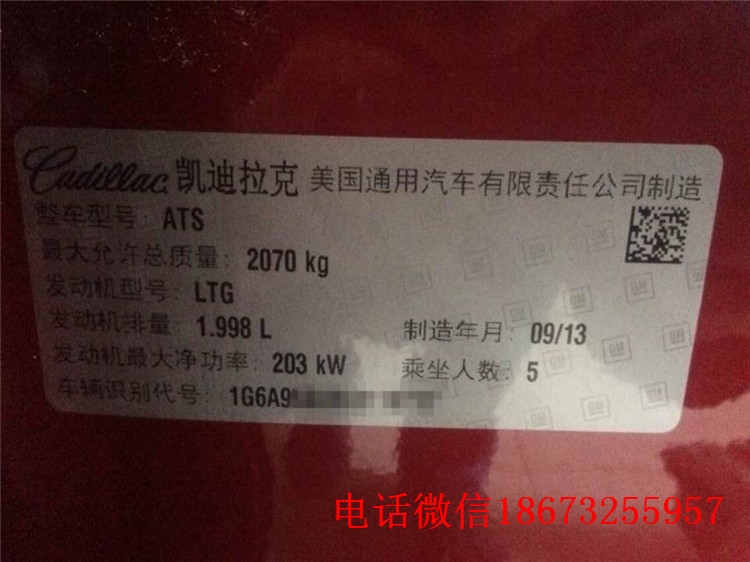 Cadillac 凯迪拉克 美国通用汽车有限责任公司制造
整车型号: ATS
最大允许总质量: 2070 kg
发动机型号: LTG
发动机排量: 1.998 L 制造年月: 09/13
发动机最大净功率: 203 kW 乘坐人数: 5
车辆识别代号: 1G6A9
电话微信18673255957